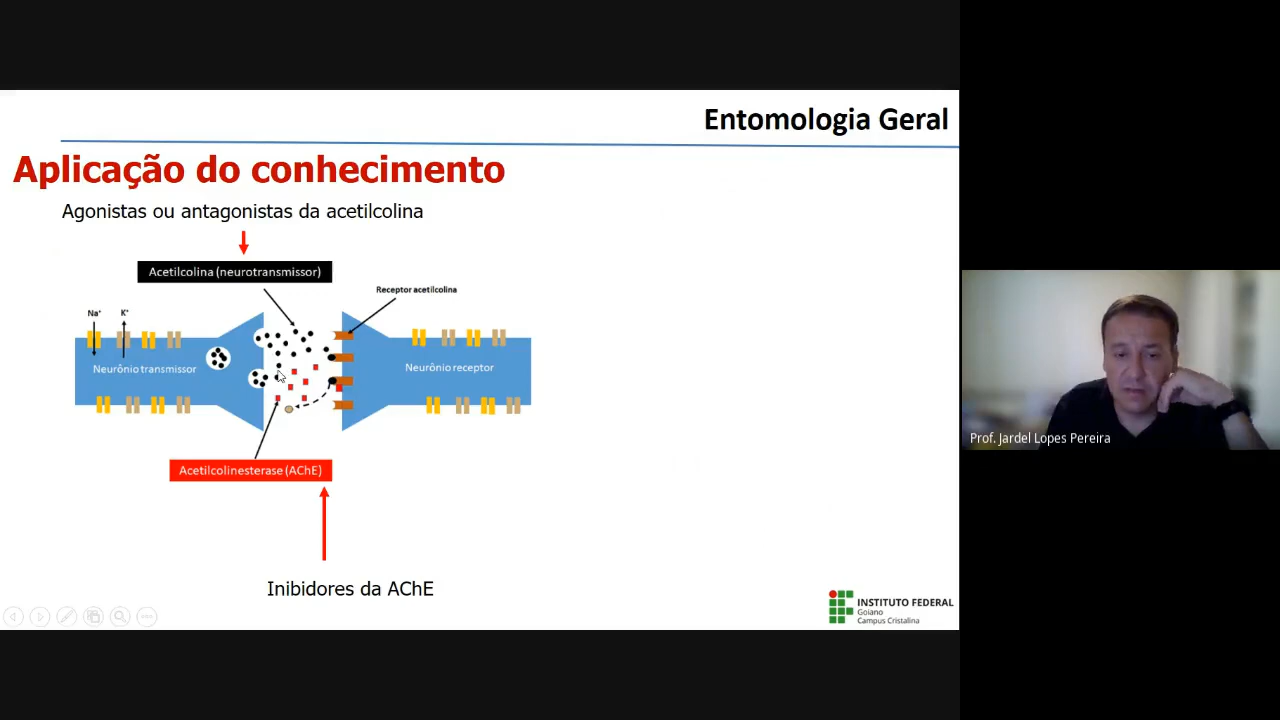 Entomologia Geral
Aplicação do conhecimento
Agonistas ou antagonistas da acetilcolina
Acetilcolina (neurotransmissor)
Receptor acetilcolina
Na⁺
K⁺
Neurônio transmissor
Neurônio receptor
Acetilcolinesterase (AChE)
Inibidores da AChE
INSTITUTO FEDERAL
Goiano
Campus Cristalina
Prof. Jardel Lopes Pereira